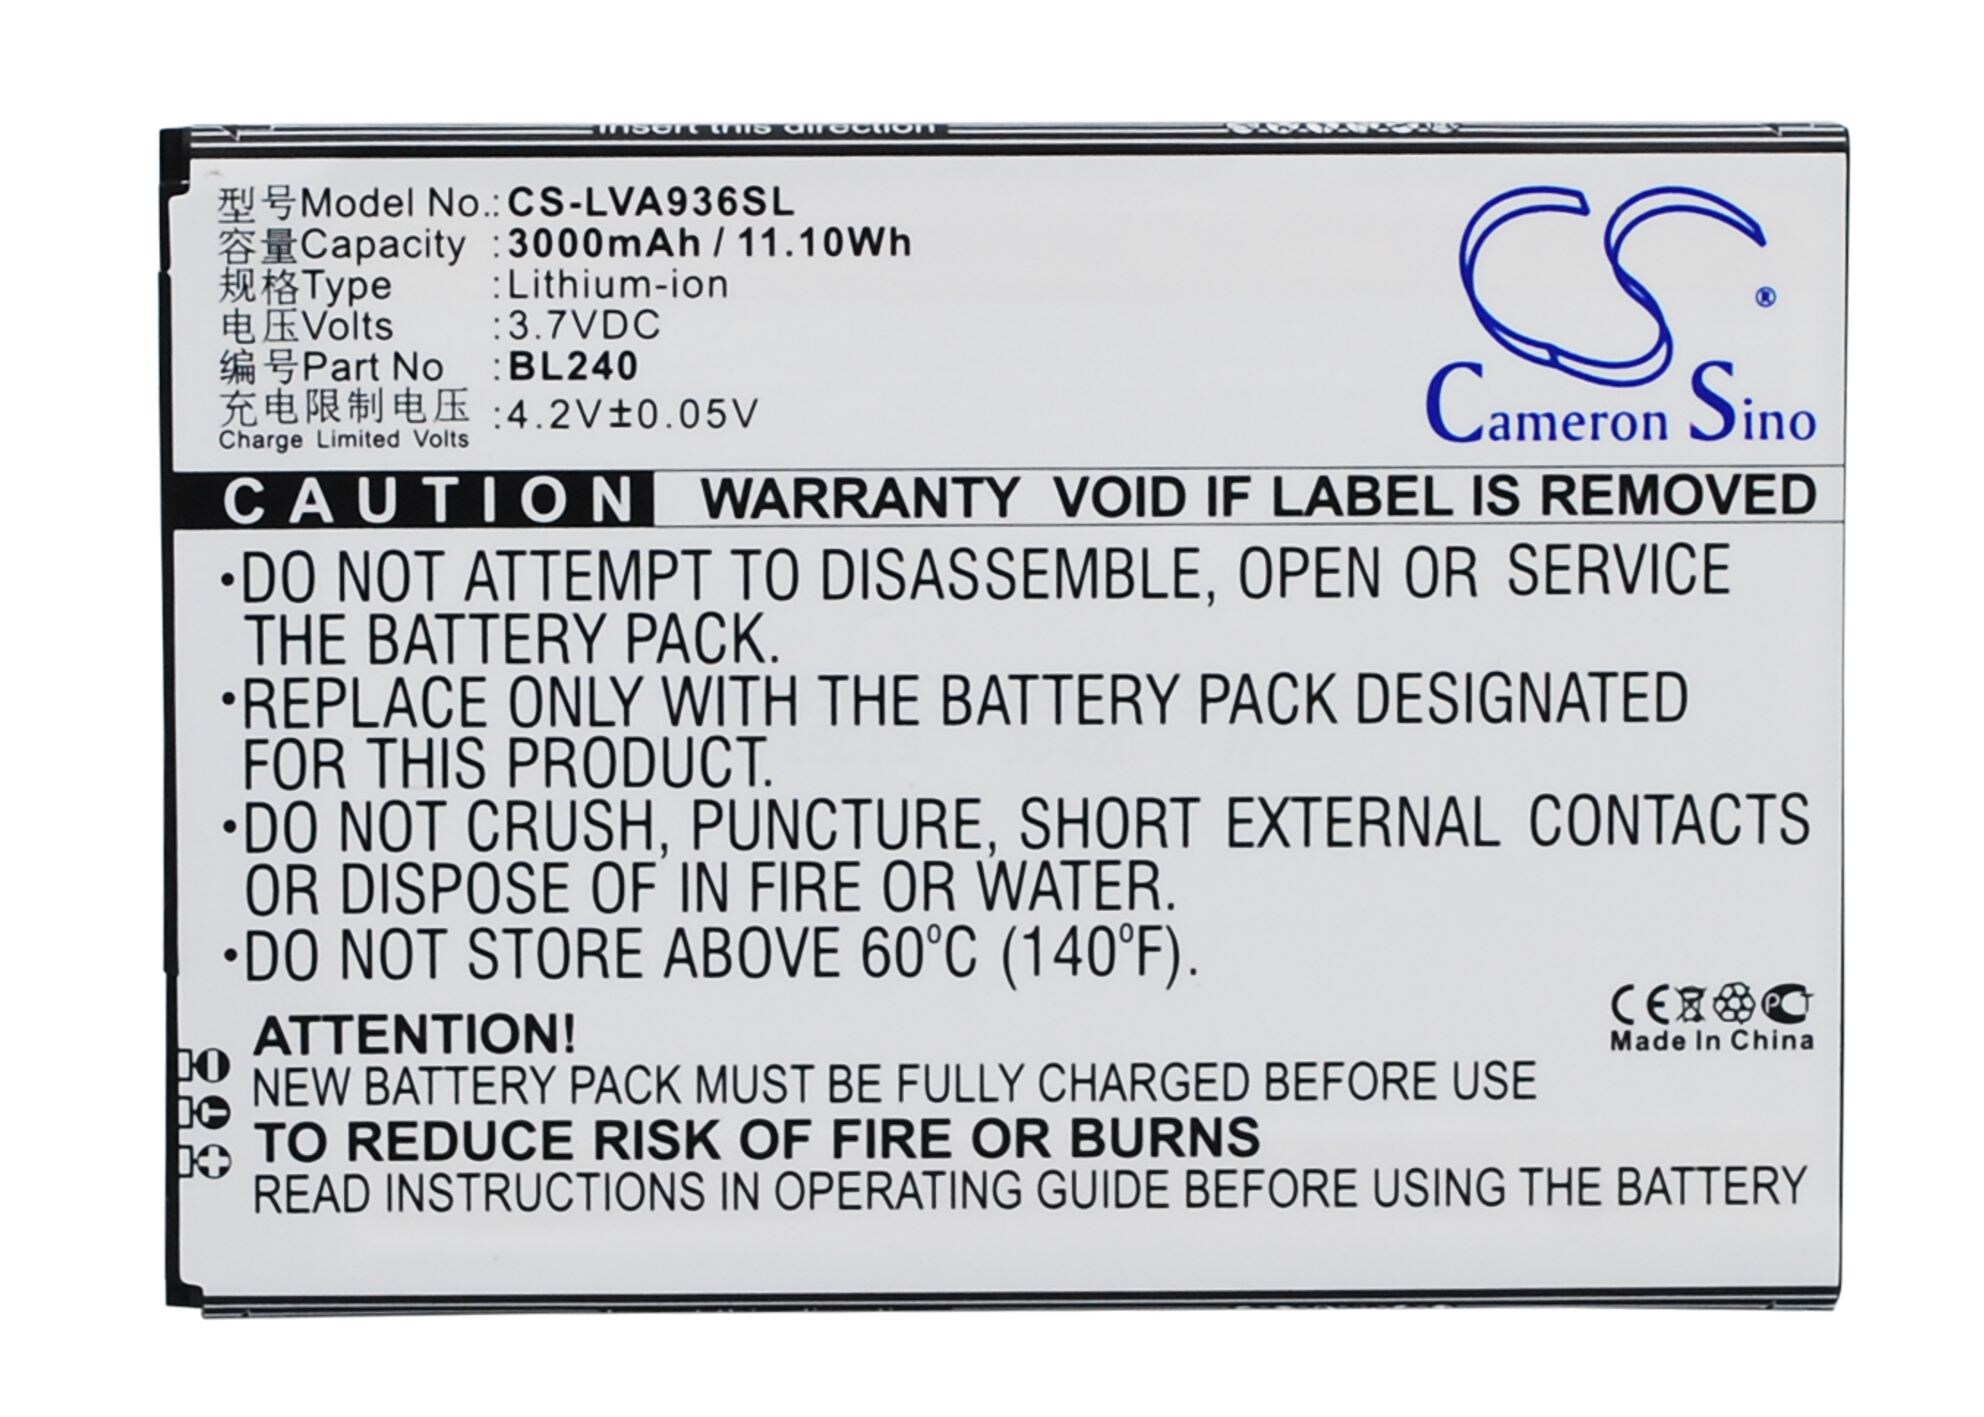 Insert this direction
型号Model No.:CS-LVA936SL
容量Capacity :3000mAh / 11.10Wh
规格Type :Lithium-ion
电压Volts :3.7VDC
编号Part No :BL240
充电限制电压 :4.2V±0.05V
Charge Limited Volts
CS ®
Cameron Sino
CAUTION WARRANTY VOID IF LABEL IS REMOVED
•DO NOT ATTEMPT TO DISASSEMBLE, OPEN OR SERVICE
THE BATTERY PACK.
•REPLACE ONLY WITH THE BATTERY PACK DESIGNATED
FOR THIS PRODUCT.
•DO NOT CRUSH, PUNCTURE, SHORT EXTERNAL CONTACTS
OR DISPOSE OF IN FIRE OR WATER.
•DO NOT STORE ABOVE 60°C (140°F).
CE PCT
Made In China
ATTENTION!
NEW BATTERY PACK MUST BE FULLY CHARGED BEFORE USE
TO REDUCE RISK OF FIRE OR BURNS
READ INSTRUCTIONS IN OPERATING GUIDE BEFORE USING THE BATTERY